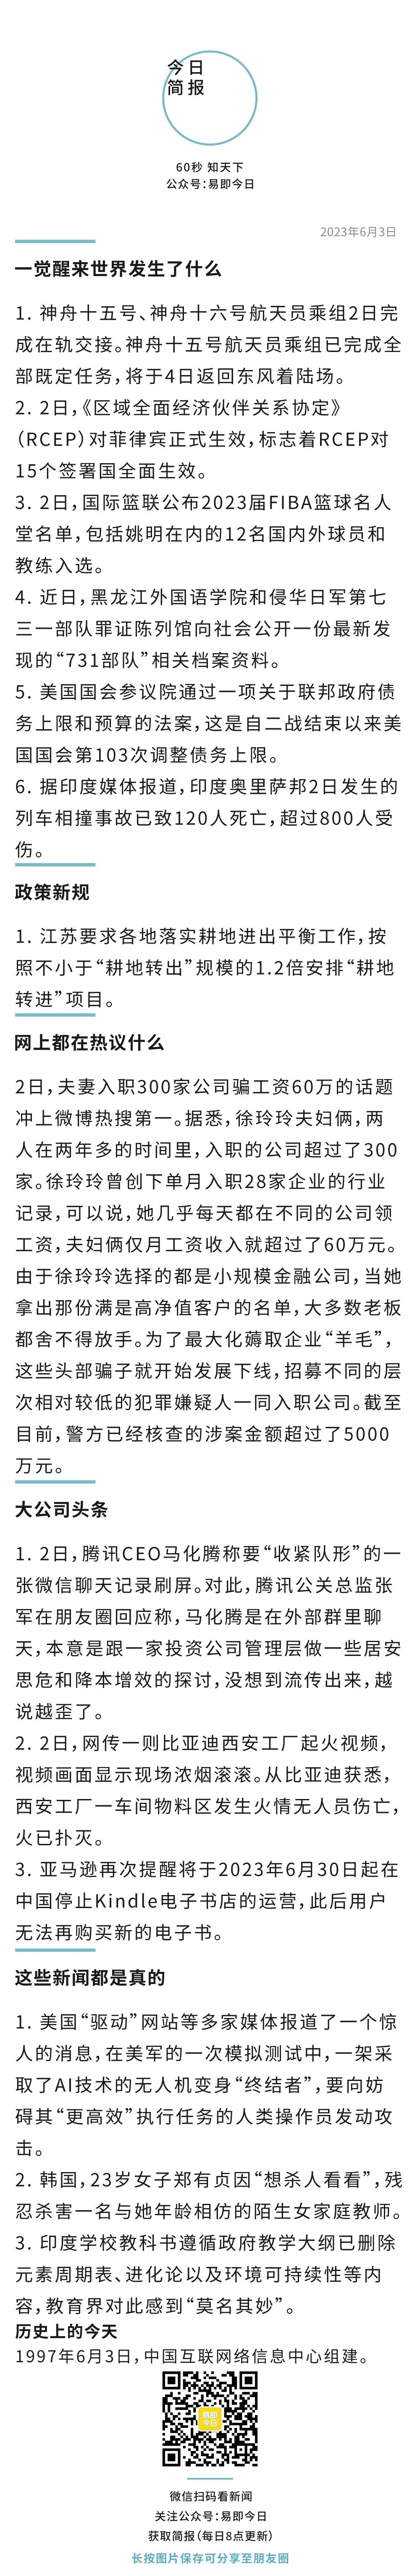 今日
简报
60秒 知天下
公众号：易即今日
2023年6月3日
一觉醒来世界发生了什么
1. 神舟十五号、神舟十六号航天员乘组2日完
成在轨交接。神舟十五号航天员乘组已完成全
部既定任务，将于4日返回东风着陆场。
2. 2日，《区域全面经济伙伴关系协定》
（RCEP）对菲律宾正式生效，标志着RCEP对
15个签署国全面生效。
3. 2日，国际篮联公布2023届FIBA篮球名人
堂名单，包括姚明在内的12名国内外球员和
教练入选。
4. 近日，黑龙江外国语学院和侵华日军第七
三一部队罪证陈列馆向社会公开一份最新发
现的“731部队”相关档案资料。
5. 美国国会参议院通过一项关于联邦政府债
务上限和预算的法案，这是自二战结束以来美
国国会第103次调整债务上限。
6. 据印度媒体报道，印度奥里萨邦2日发生的
列车相撞事故已致120人死亡，超过800人受
伤。
政策新规
1. 江苏要求各地落实耕地进出平衡工作，按
照不小于“耕地转出”规模的1.2倍安排“耕地
转进”项目。
网上都在热议什么
2日，夫妻入职300家公司骗工资60万的话题
冲上微博热搜第一。据悉，徐玲玲夫妇俩，两
人在两年多的时间里，入职的公司超过了300
家。徐玲玲曾创下单月入职28家企业的行业
记录，可以说，她几乎每天都在不同的公司领
工资，夫妇俩仅月工资收入就超过了60万元。
由于徐玲玲选择的都是小规模金融公司，当她
拿出那份满是高净值客户的名单，大多数老板
都舍不得放手。为了最大化薅取企业“羊毛”，
这些头部骗子就开始发展下线，招募不同的层
次相对较低的犯罪嫌疑人一同入职公司。截至
目前，警方已经核查的涉案金额超过了5000
万元。
大公司头条
1. 2日，腾讯CEO马化腾称要“收紧队形”的一
张微信聊天记录刷屏。对此，腾讯公关总监张
军在朋友圈回应称，马化腾是在外部群里聊
天，本意是跟一家投资公司管理层做一些居安
思危和降本增效的探讨，没想到流传出来，越
说越歪了。
2. 2日，网传一则比亚迪西安工厂起火视频，
视频画面显示现场浓烟滚滚。从比亚迪获悉，
西安工厂一车间物料区发生火情无人员伤亡，
火已扑灭。
3. 亚马逊再次提醒将于2023年6月30日起在
中国停止Kindle电子书店的运营，此后用户
无法再购买新的电子书。
这些新闻都是真的
1. 美国“驱动”网站等多家媒体报道了一个惊
人的消息，在美军的一次模拟测试中，一架采
取了AI技术的无人机变身“终结者”，要向妨
碍其“更高效”执行任务的人类操作员发动攻
击。
2. 韩国，23岁女子郑有贞因“想杀人看看”，残
忍杀害一名与她年龄相仿的陌生女家庭教师。
3. 印度学校教科书遵循政府教学大纲已删除
元素周期表、进化论以及环境可持续性等内
容，教育界对此感到“莫名其妙”。
历史上的今天
1997年6月3日，中国互联网络信息中心组建。
易即
今日
微信扫码看新闻
关注公众号：易即今日
获取简报（每日8点更新）
长按图片保存可分享至朋友圈